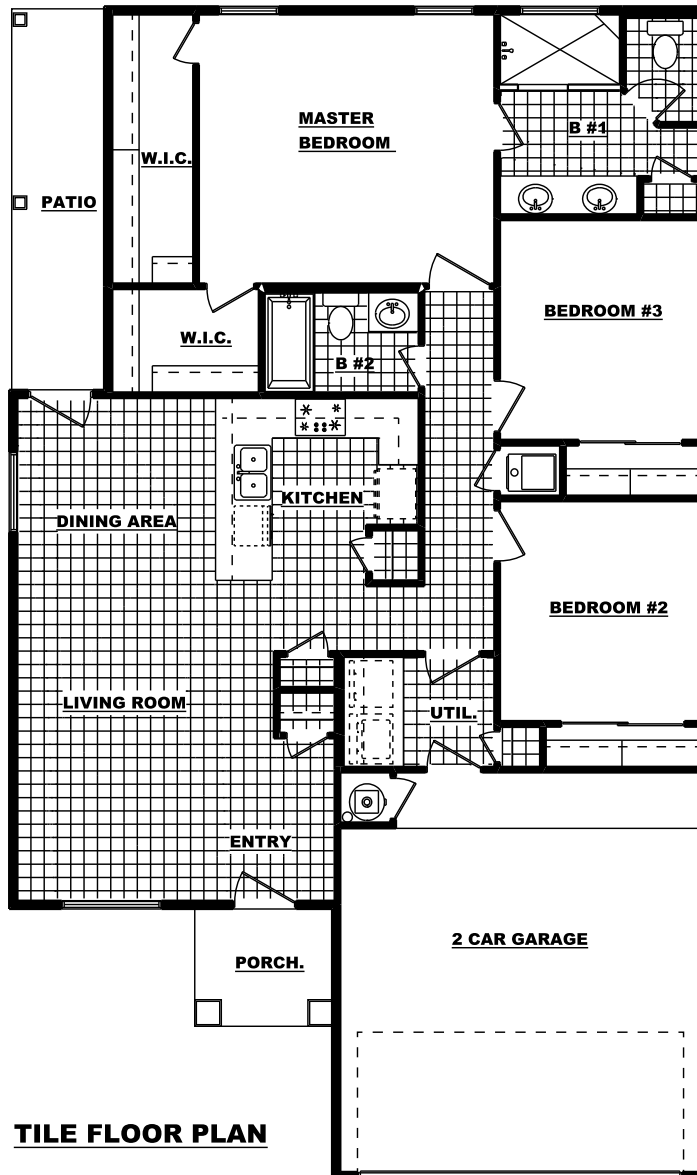 MASTER
BEDROOM
B #1
W.I.C.
PATIO
BEDROOM #3
W.I.C.
B #2
KITCHEN
DINING AREA
BEDROOM #2
LIVING ROOM
UTIL.
ENTRY
2 CAR GARAGE
PORCH.
TILE FLOOR PLAN